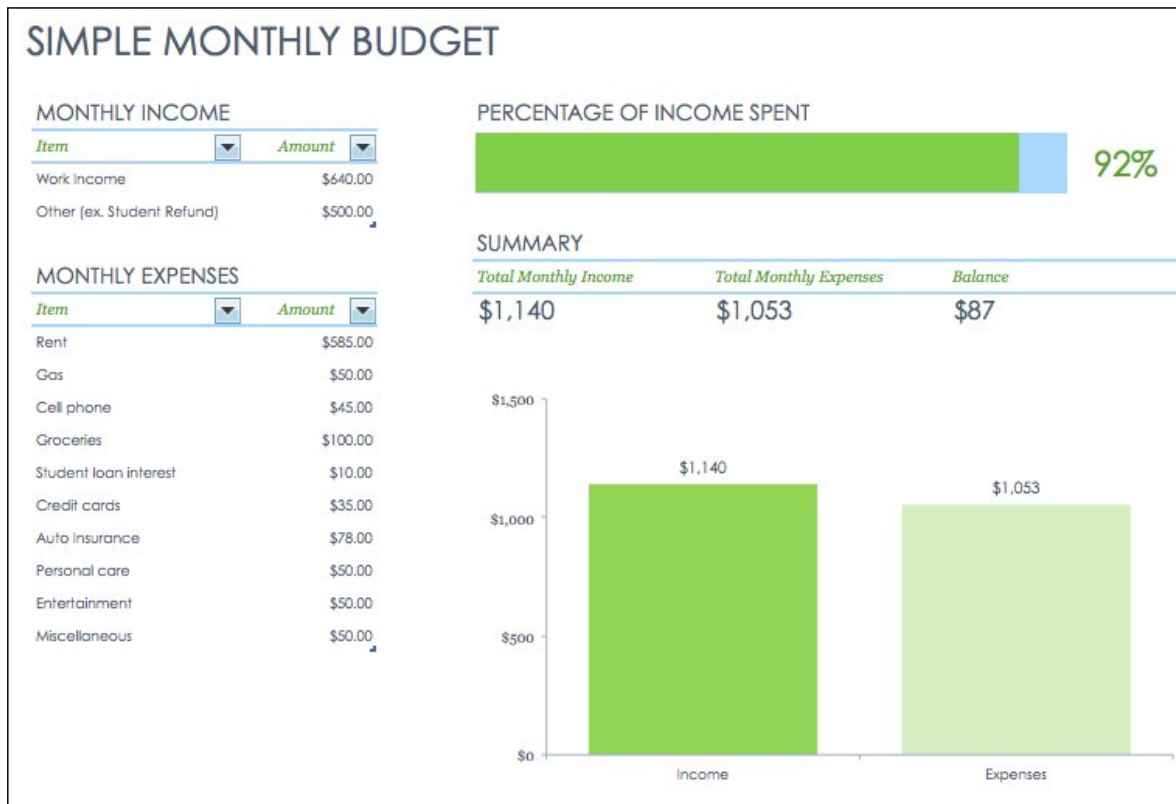 SIMPLE MONTHLY BUDGET
MONTHLY INCOME
Item Amount
Work Income $640.00
Other (ex. Student Refund) $500.00
MONTHLY EXPENSES
Item Amount
Rent $585.00
Gas $50.00
Cell phone $45.00
Groceries $100.00
Student loan interest $10.00
Credit cards $35.00
Auto Insurance $78.00
Personal care $50.00
Entertainment $50.00
Miscellaneous $50.00
PERCENTAGE OF INCOME SPENT
92%
SUMMARY
Total Monthly Income Total Monthly Expenses Balance
$1,140 $1,053 $87
$1,500
$1,140
$1,053
$1,000
$500
$0
Income Expenses